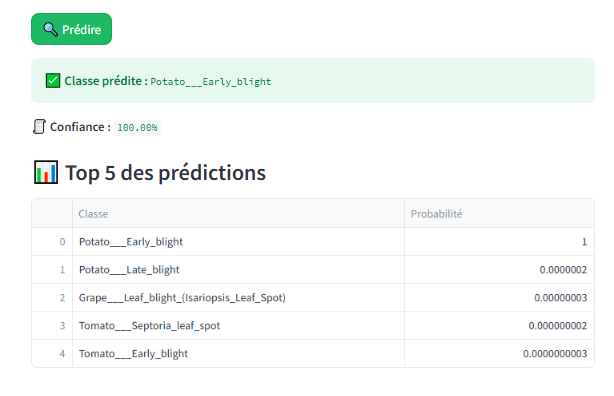 Prédire
Classe prédite : Potato___Early_blight
Confiance : 100.00%
Top 5 des prédictions
Classe Probabilité
0 Potato___Early_blight 1
1 Potato___Late_blight 0.0000002
2 Grape___Leaf_blight_(Isariopsis_Leaf_Spot) 0.00000003
3 Tomato___Septoria_leaf_spot 0.000000002
4 Tomato___Early_blight 0.0000000003